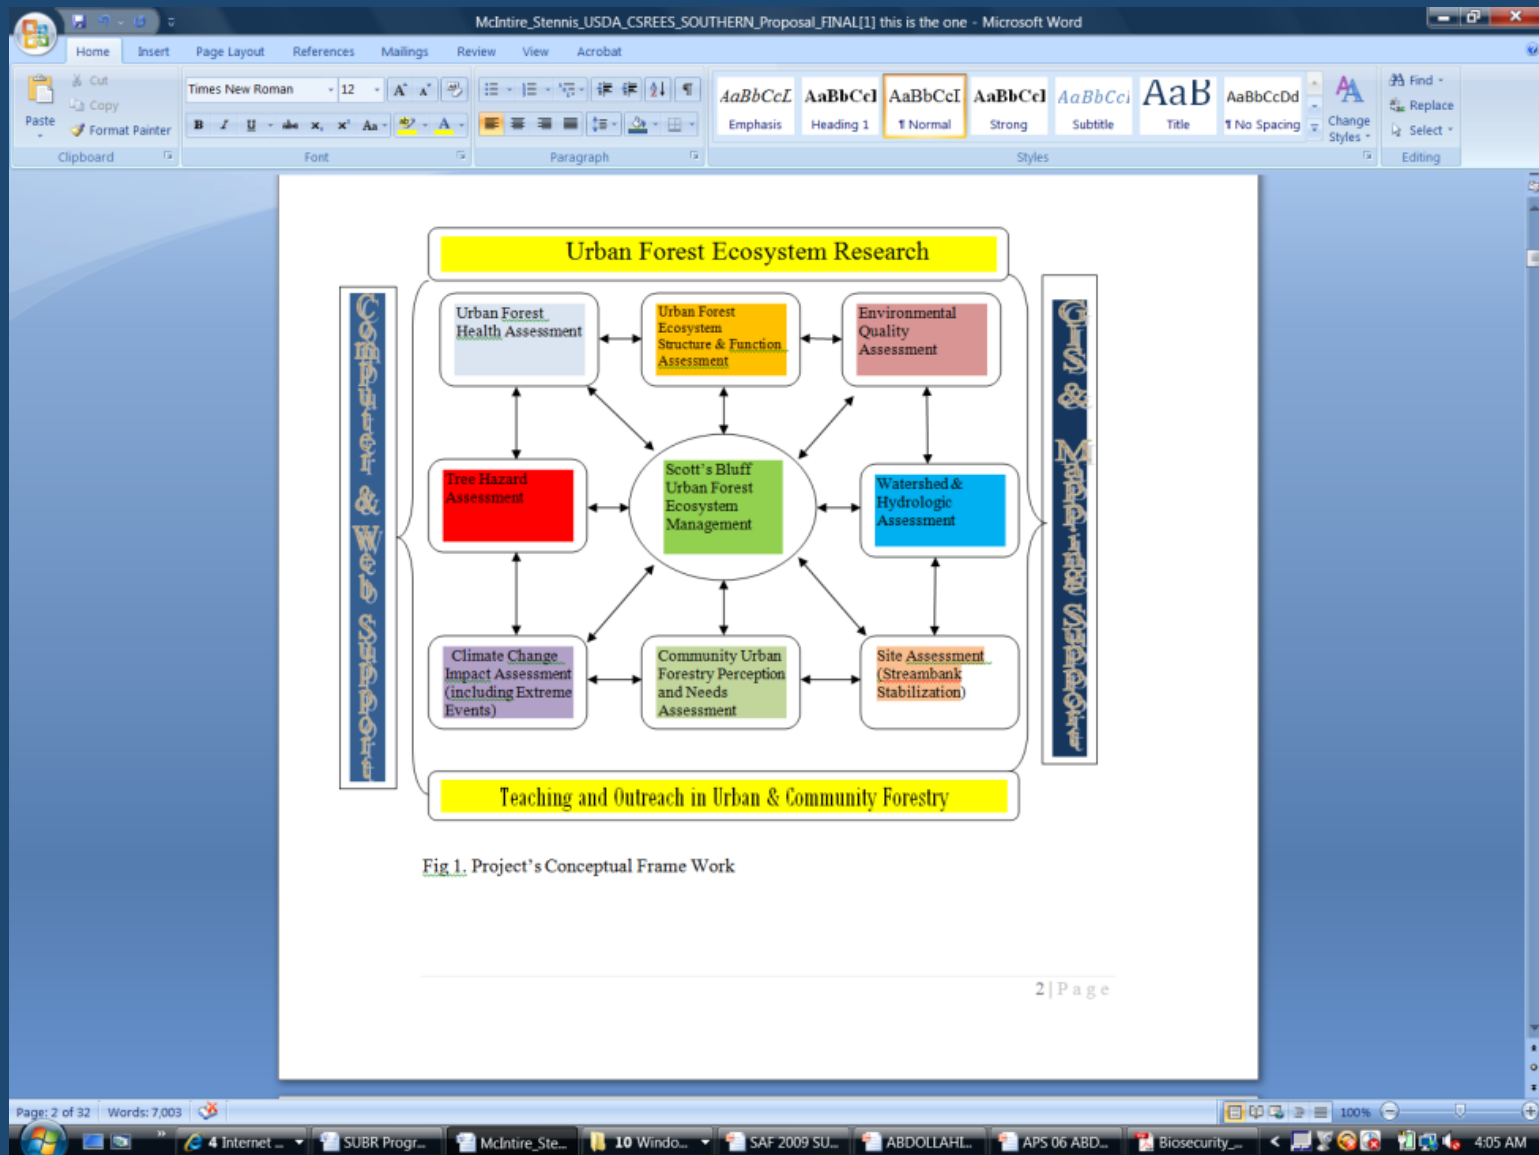 McIntire_Stennis_USDA_CSREES_SOUTHERN_Proposal_FINAL[1] this is the one - Microsoft Word
Home Insert Page Layout References Mailings Review View Acrobat
Paste
Cut
Copy
Format Painter
Clipboard
Times New Roman 12
B I U abc x₂ x² Aa
Font
Paragraph
AaBbCcL AaBbCcI AaBbCcI AaBbCcI AaBbCci AaB AaBbCcDd
Emphasis Heading 1 ¶ Normal Strong Subtitle Title ¶ No Spacing
Change
Styles
Styles
Find
Replace
Select
Editing
Urban Forest Ecosystem Research
Computer & Web Support
Urban Forest
Health Assessment
Urban Forest
Ecosystem
Structure & Function
Assessment
Environmental
Quality
Assessment
Tree Hazard
Assessment
Scott's Bluff
Urban Forest
Ecosystem
Management
Watershed &
Hydrologic
Assessment
Climate Change
Impact Assessment
(including Extreme
Events)
Community Urban
Forestry Perception
and Needs
Assessment
Site Assessment
(Streambank
Stabilization)
GIS & Mapping Support
Teaching and Outreach in Urban & Community Forestry
Fig 1. Project's Conceptual Frame Work
2 | Page
Page: 2 of 32 Words: 7,003 100%
4 Internet ... SUBR Progr... McIntire_Ste... 10 Windo... SAF 2009 SU... ABDOLLAHI... APS 06 ABD... Biosecurity_... 4:05 AM